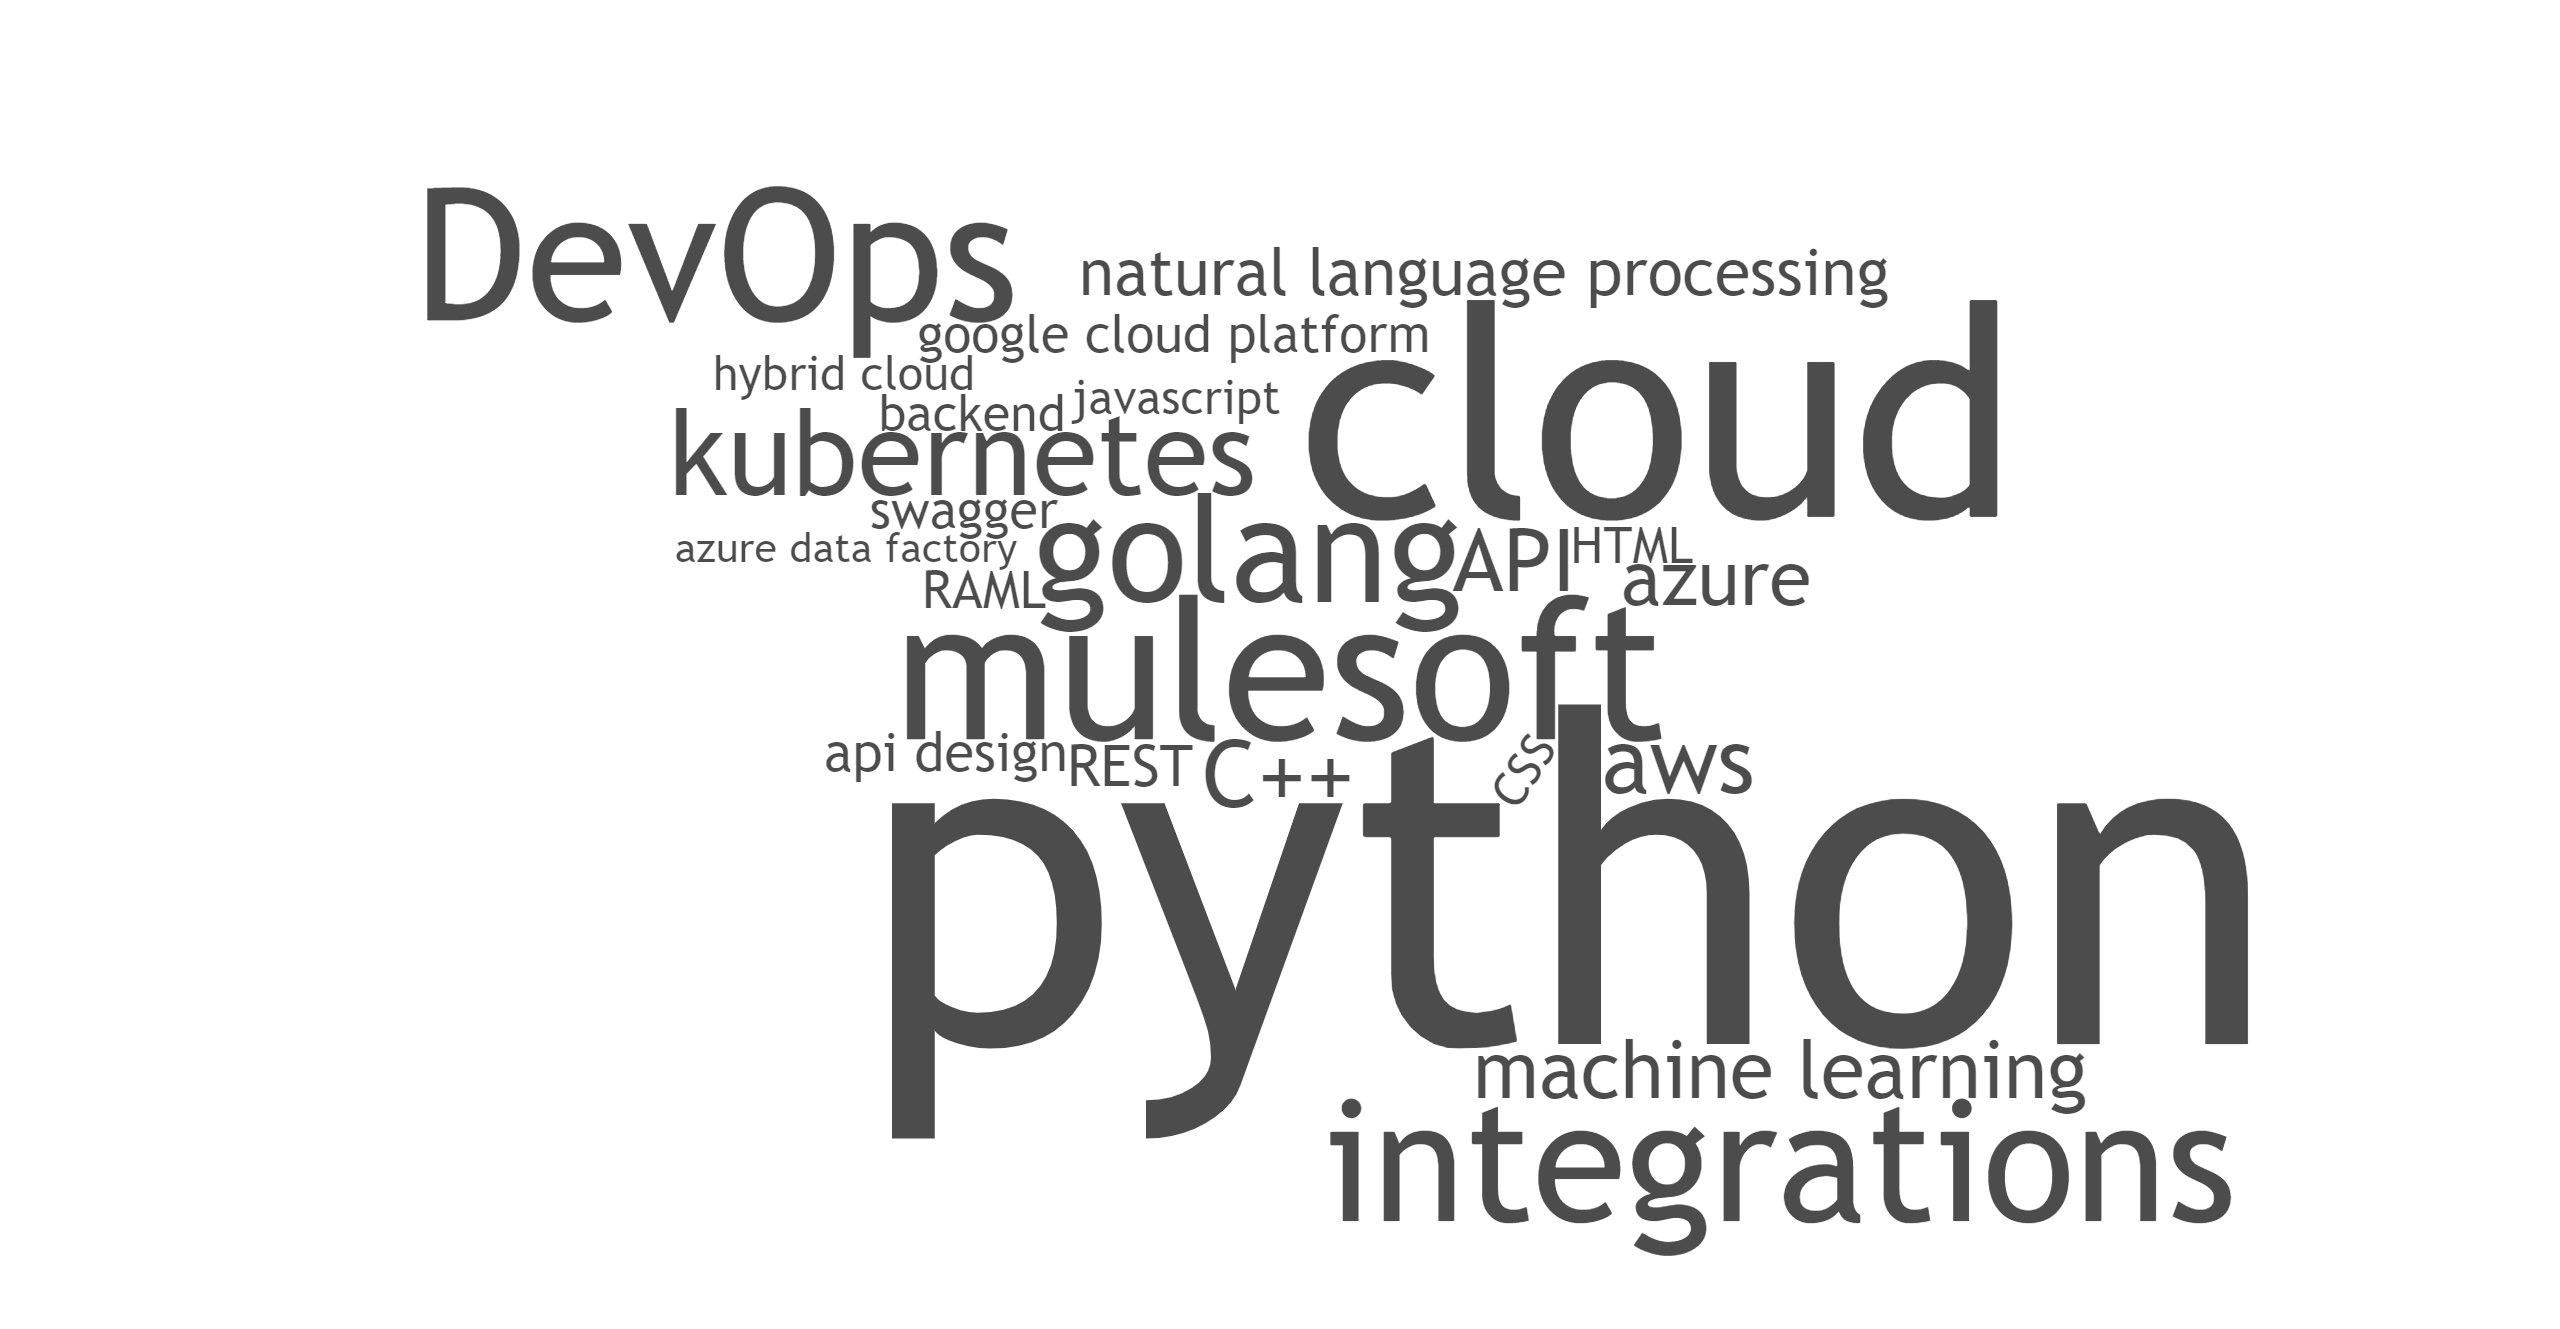 DevOps
natural language processing
google cloud platform
cloud
hybrid cloud
javascript
backend
kubernetes
swagger
golang
API
HTML
azure data factory
azure
RAML
mulesoft
api design
REST
C++
CSS
aws
python
machine learning
integrations